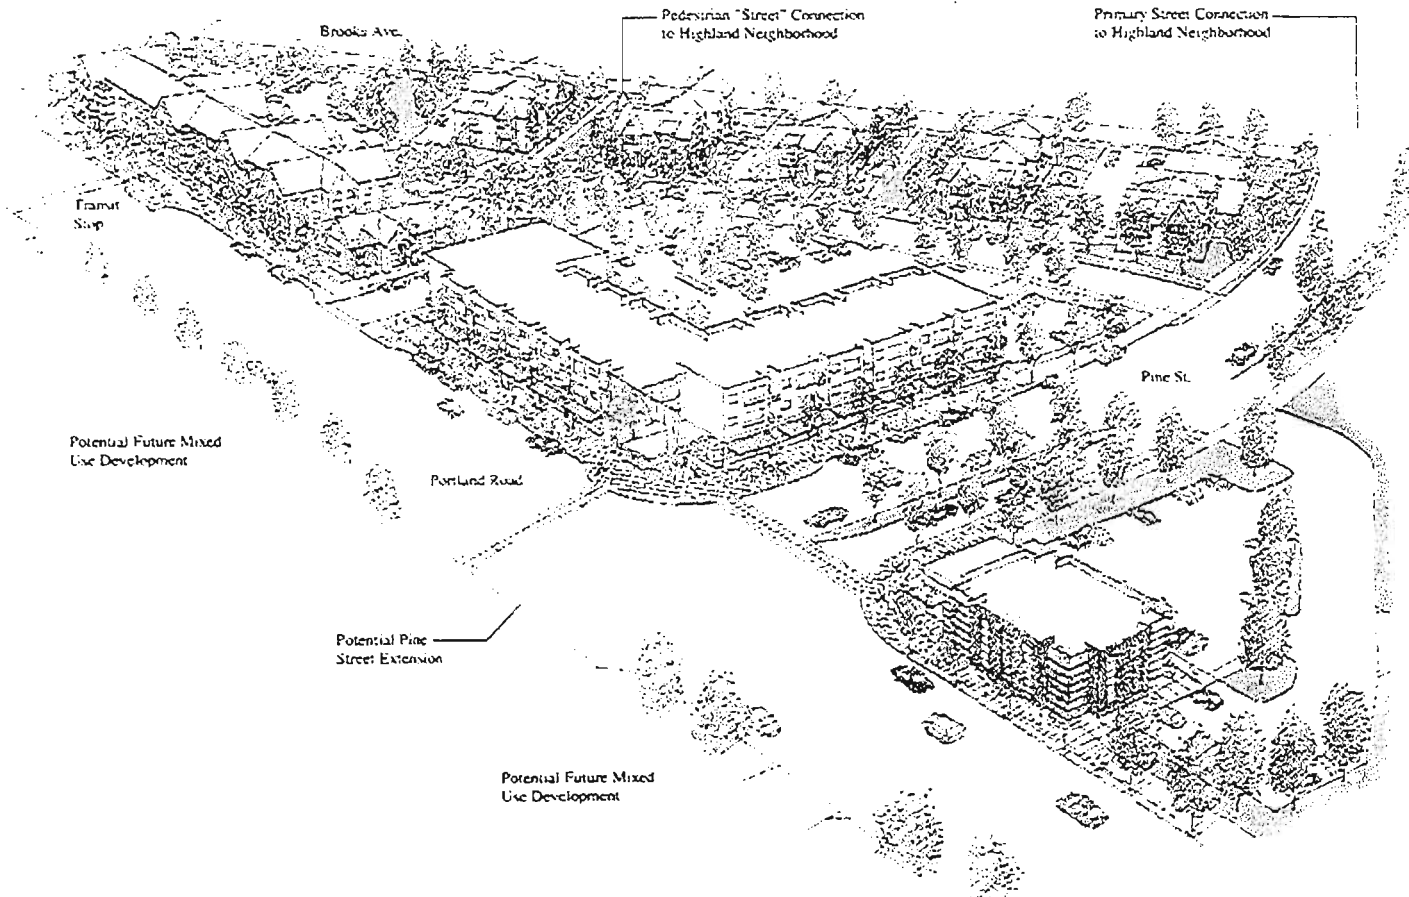 Brooks Ave.
Pedestrian "Street" Connection
to Highland Neighborhood
Primary Street Connection
to Highland Neighborhood
Transit
Stop
Pine St.
Potential Future Mixed
Use Development
Portland Road
Potential Pine
Street Extension
Potential Future Mixed
Use Development